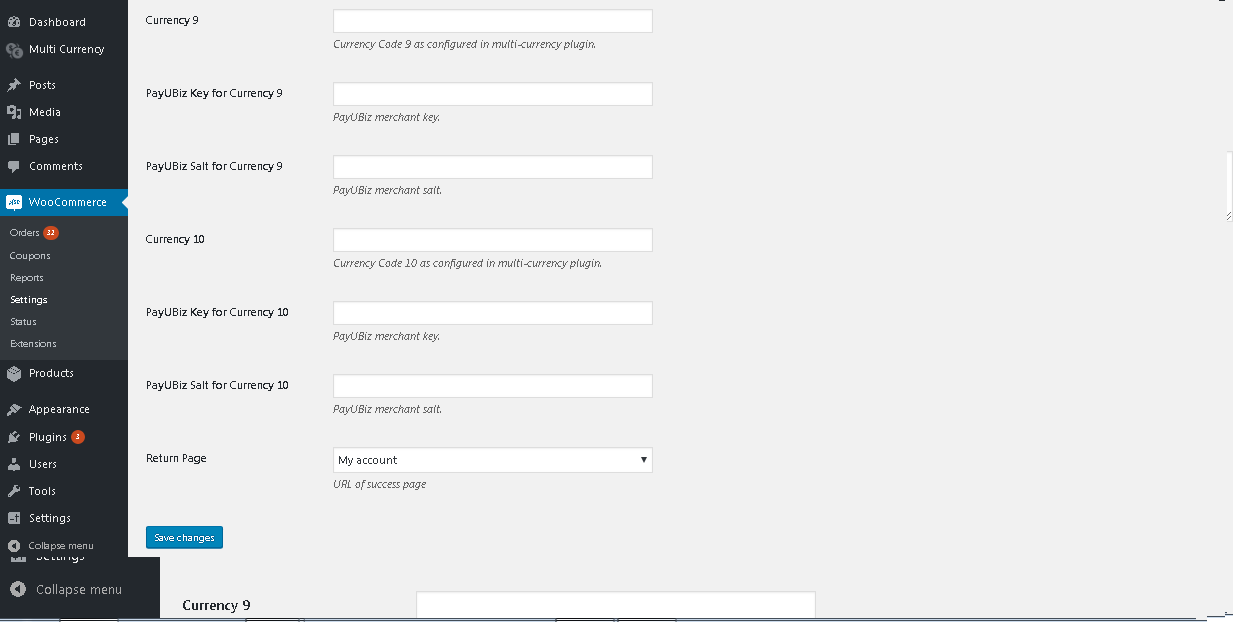 Dashboard
Multi Currency
Posts
Media
Pages
Comments
WooCommerce
Orders 32
Coupons
Reports
Settings
Status
Extensions
Products
Appearance
Plugins 3
Users
Tools
Settings
Collapse menu
Settings
Collapse menu
Currency 9
Currency Code 9 as configured in multi-currency plugin.
PayUBiz Key for Currency 9
PayUBiz merchant key.
PayUBiz Salt for Currency 9
PayUBiz merchant salt.
Currency 10
Currency Code 10 as configured in multi-currency plugin.
PayUBiz Key for Currency 10
PayUBiz merchant key.
PayUBiz Salt for Currency 10
PayUBiz merchant salt.
Return Page
My account
URL of success page
Save changes
Currency 9